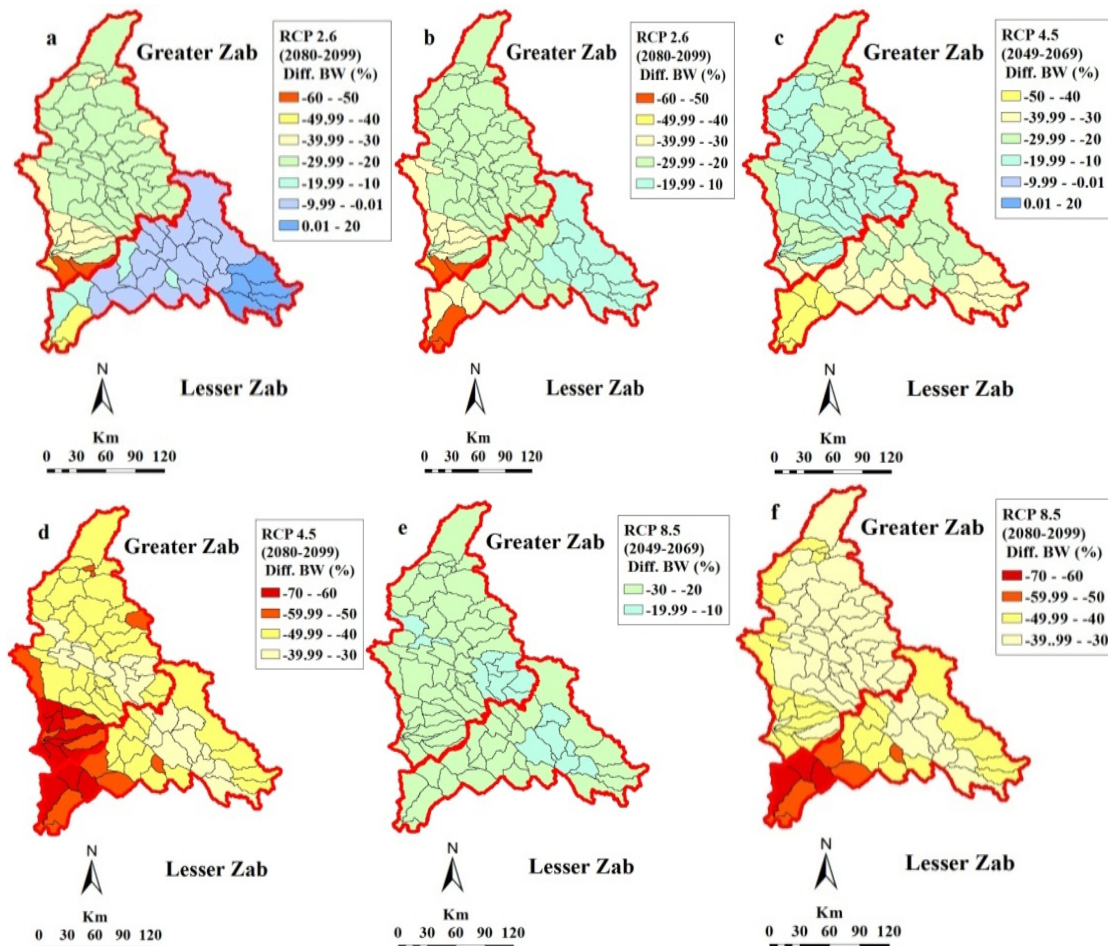 a
Greater Zab
RCP 2.6
(2080-2099)
Diff. BW (%)
-60 - -50
-49.99 - -40
-39.99 - -30
-29.99 - -20
-19.99 - -10
-9.99 - -0.01
0.01 - 20
N
Lesser Zab
Km
0 30 60 90 120
b
Greater Zab
RCP 2.6
(2080-2099)
Diff. BW (%)
-60 - -50
-49.99 - -40
-39.99 - -30
-29.99 - -20
-19.99 - 10
N
Lesser Zab
Km
0 30 60 90 120
c
Greater Zab
RCP 4.5
(2049-2069)
Diff. BW (%)
-50 - -40
-39.99 - -30
-29.99 - -20
-19.99 - -10
-9.99 - -0.01
0.01 - 20
N
Lesser Zab
Km
0 30 60 90 120
d
Greater Zab
RCP 4.5
(2080-2099)
Diff. BW (%)
-70 - -60
-59.99 - -50
-49.99 - -40
-39.99 - -30
N
Lesser Zab
Km
0 30 60 90 120
e
Greater Zab
RCP 8.5
(2049-2069)
Diff. BW (%)
-30 - -20
-19.99 - -10
N
Lesser Zab
Km
0 30 60 90 120
f
Greater Zab
RCP 8.5
(2080-2099)
Diff. BW (%)
-70 - -60
-59.99 - -50
-49.99 - -40
-39..99 - -30
N
Lesser Zab
Km
0 30 60 90 120